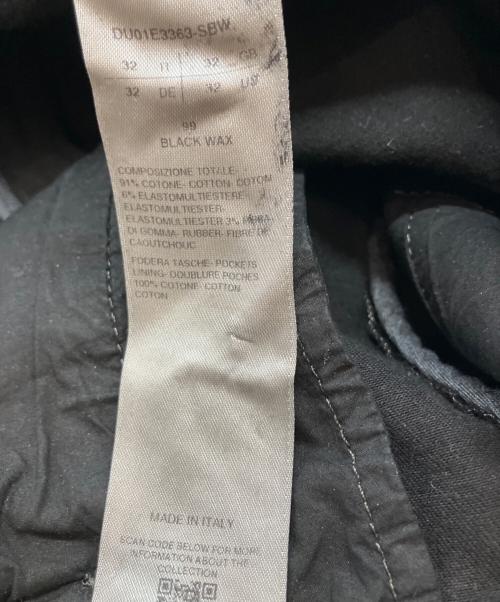 DU01E3363-SBW
32 IT 32 GB
32 DE 32 US
99
BLACK WAX
COMPOSIZIONE TOTALE-
91% COTONE- COTTON- COTON
6% ELASTOMULTIESTERE-
ELASTOMULTIESTER-
ELASTOMULTIESTER 3% FIBRA
DI GOMMA- RUBBER- FIBRE DE
CAOUTCHOUC
FODERA TASCHE- POCKETS
LINING- DOUBLURE POCHES
100% COTONE- COTTON
COTON
MADE IN ITALY
SCAN CODE BELOW FOR MORE
INFORMATION ABOUT THE
COLLECTION